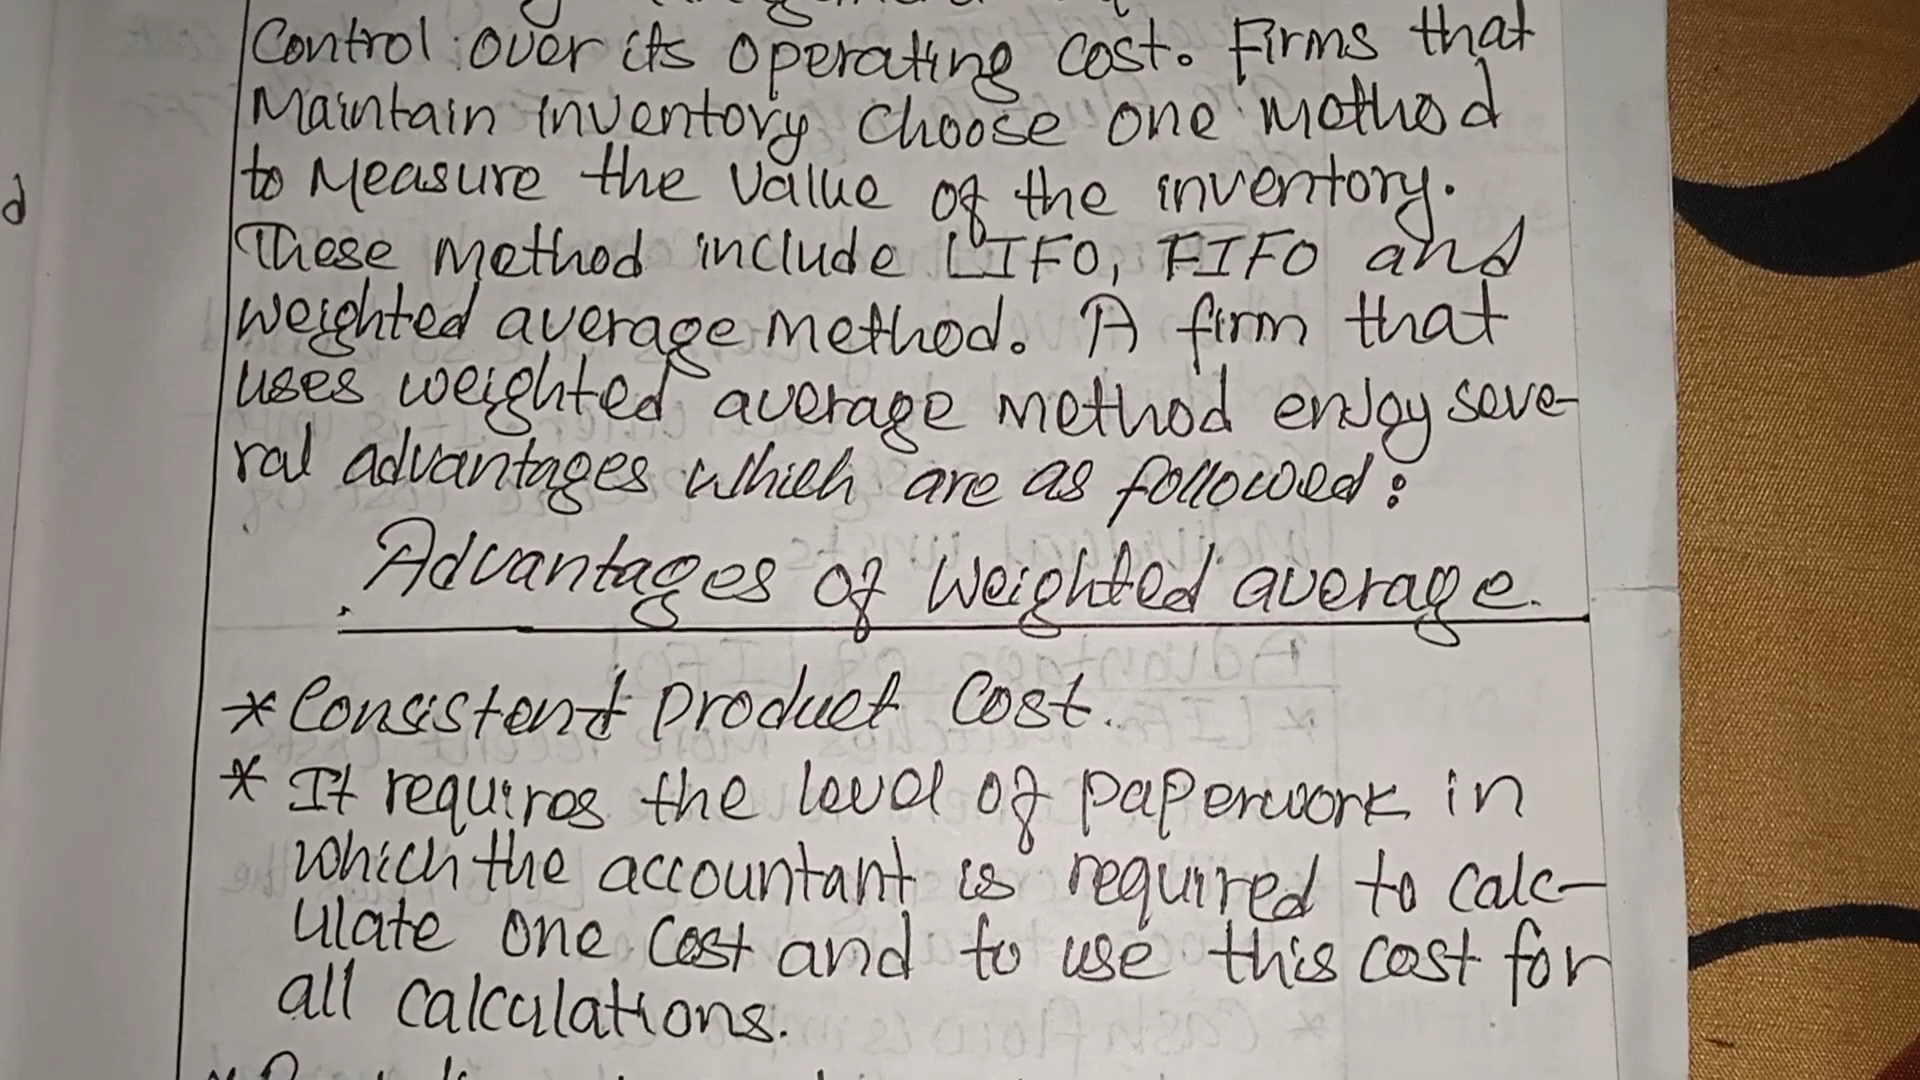 Control over its operating cost. Firms that
Maintain inventory choose one method
to Measure the value of the inventory.
These method include LIFO, FIFO and
weighted average method. A firm that
uses weighted average method enjoy seve-
ral advantages which are as followed:
Advantages of Weighted average.
* Consistent product cost.
* It requires the level of paperwork in
which the accountant is required to calc-
ulate one cost and to use this cost for
all calculations.